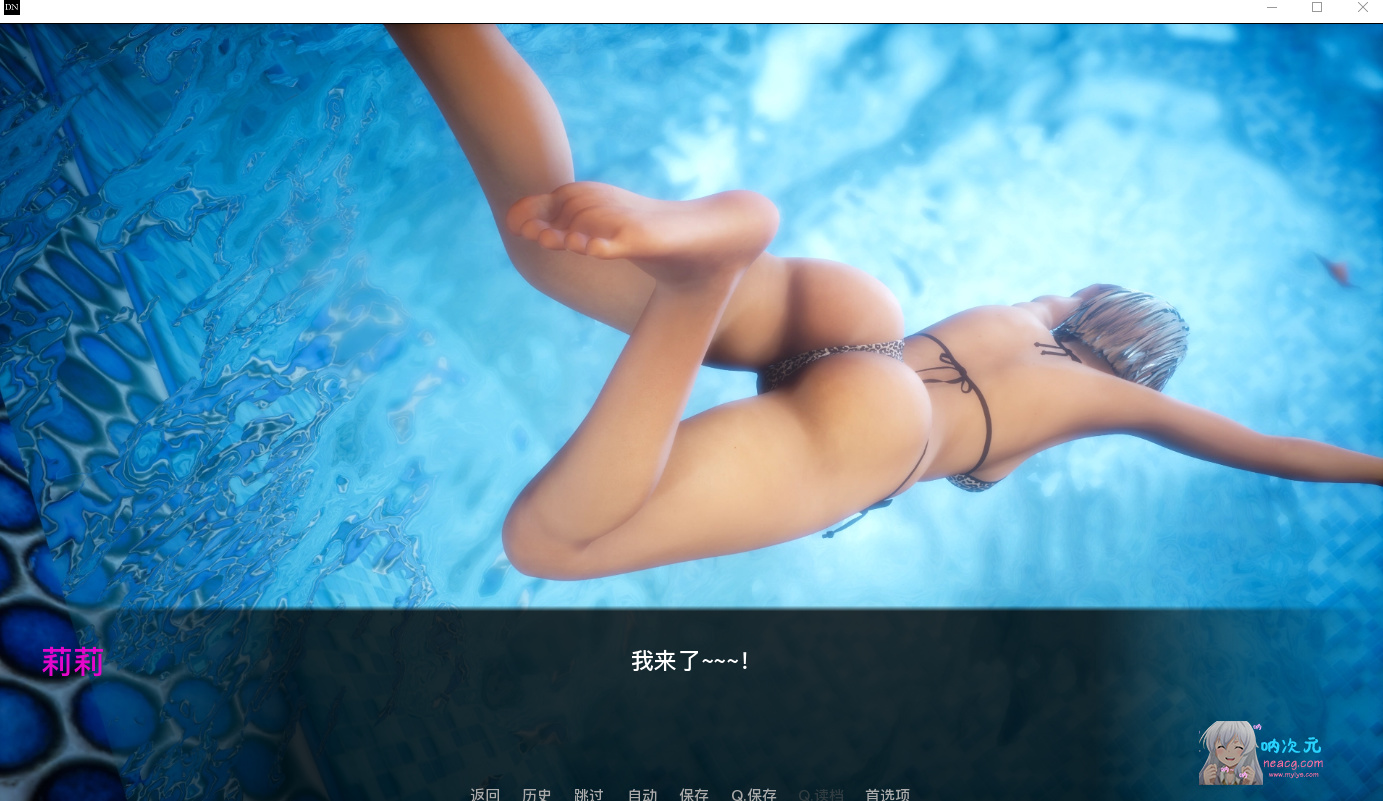 DN
莉莉
我来了~~~!
呐次元
neacg.com
www.myiya.com
返回 历史 跳过 自动 保存 Q.保存 Q.读档 首选项